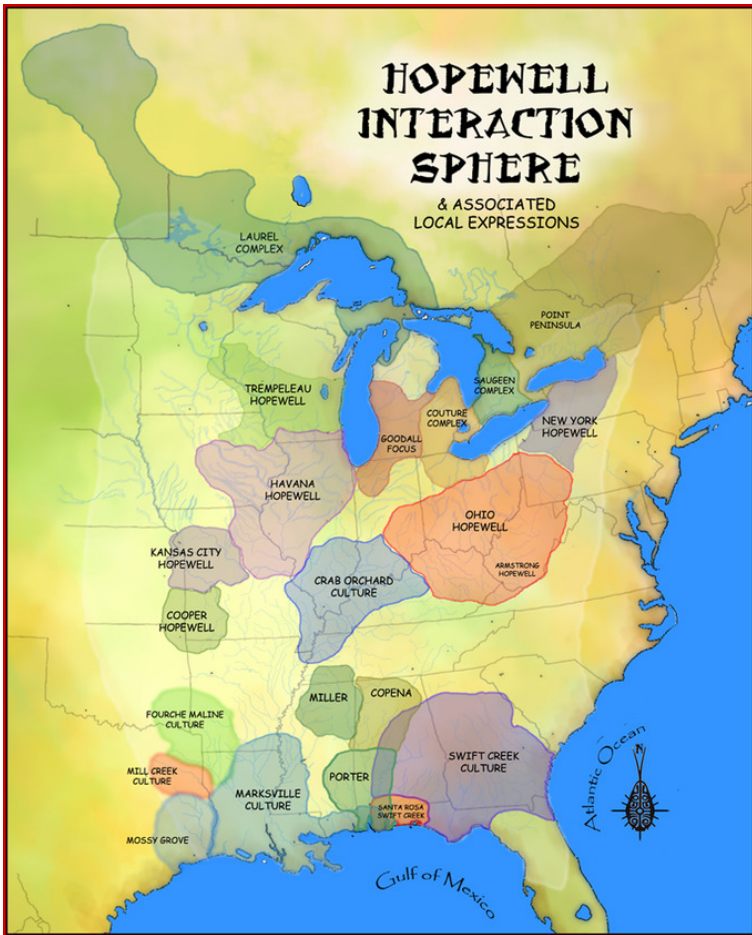 HOPEWELL
INTERACTION
SPHERE
& ASSOCIATED
LOCAL EXPRESSIONS
LAUREL
COMPLEX
POINT
PENINSULA
SAUGEEN
COMPLEX
TREMPELEAU
HOPEWELL
COUTURE
COMPLEX
NEW YORK
HOPEWELL
GOODALL
FOCUS
HAVANA
HOPEWELL
OHIO
HOPEWELL
KANSAS CITY
HOPEWELL
ARMSTRONG
HOPEWELL
CRAB ORCHARD
CULTURE
COOPER
HOPEWELL
MILLER
COPENA
FOURCHE MALINE
CULTURE
SWIFT CREEK
CULTURE
MILL CREEK
CULTURE
PORTER
MARKSVILLE
CULTURE
SANTA ROSA
SWIFT CREEK
MOSSY GROVE
Atlantic Ocean
N
Gulf of Mexico